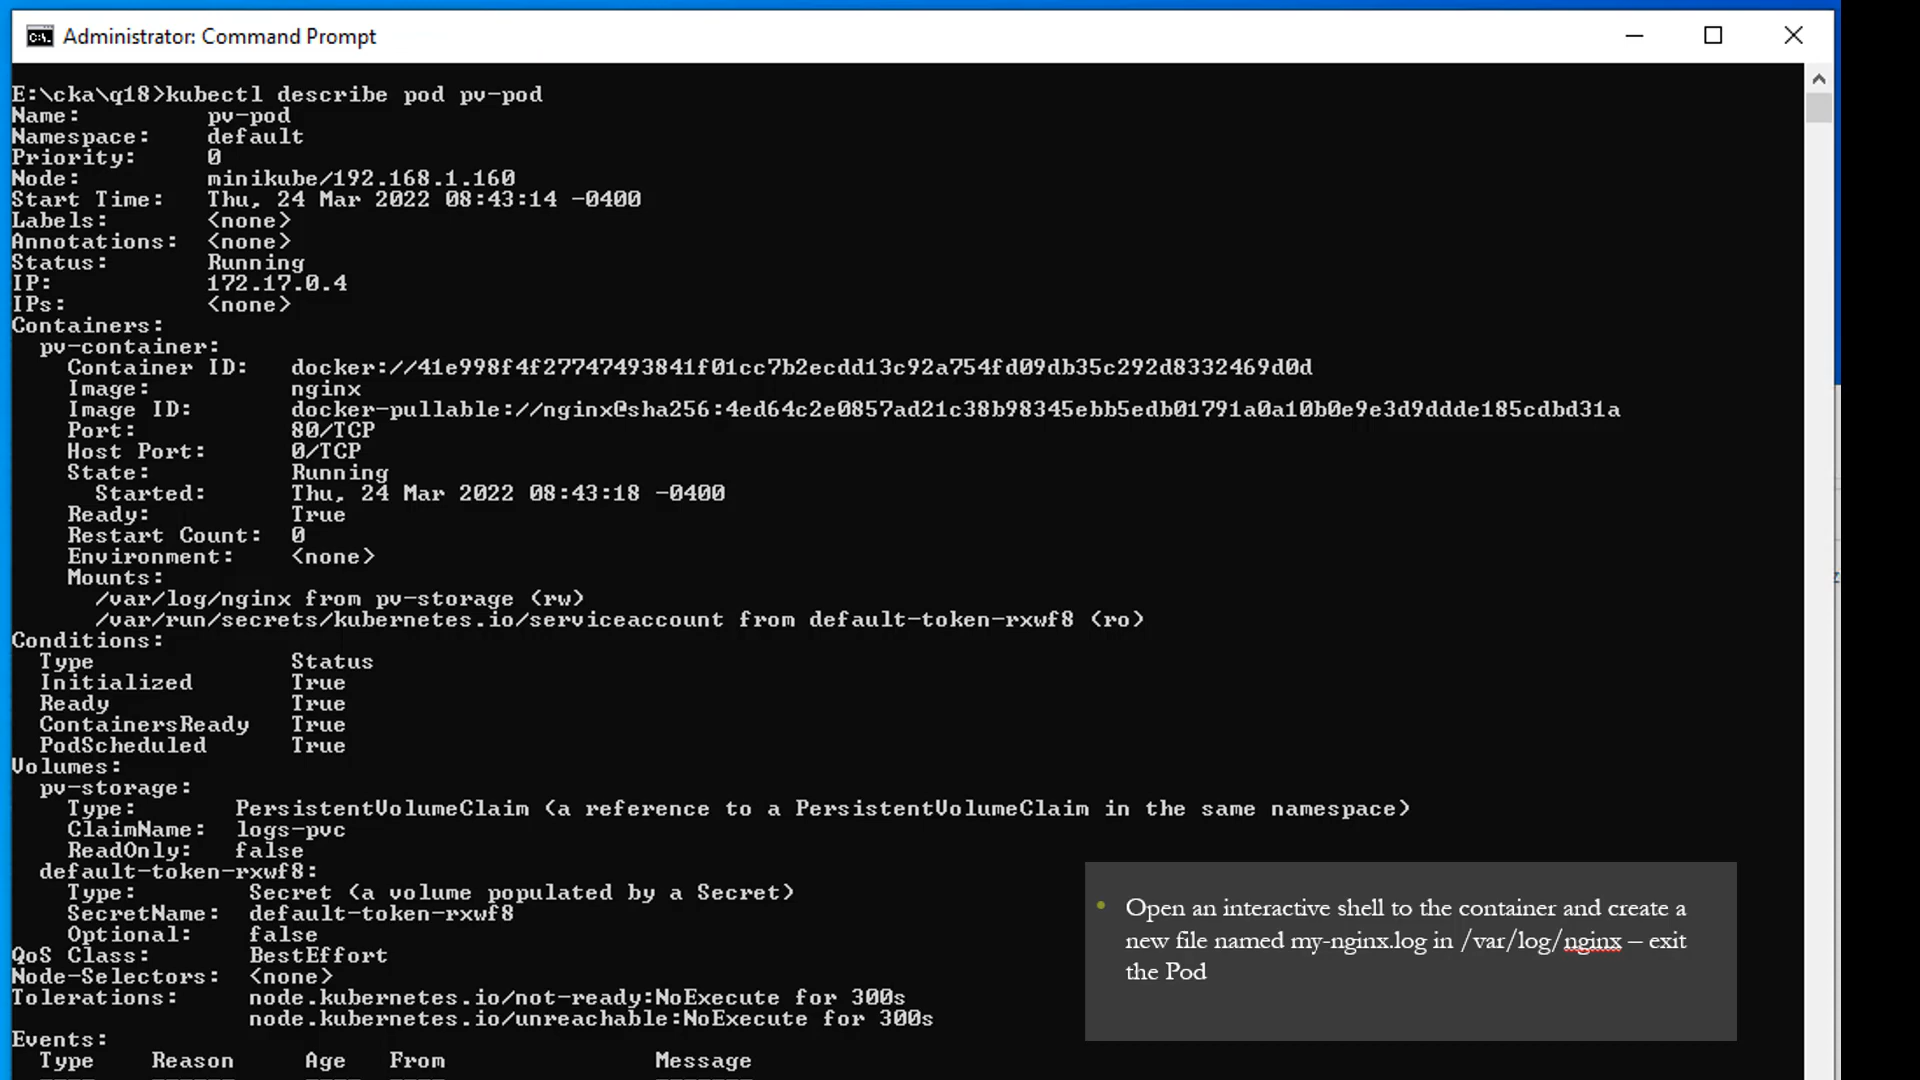 Administrator: Command Prompt
E:\cka\q18>kubectl describe pod pv-pod
Name:         pv-pod
Namespace:    default
Priority:     0
Node:         minikube/192.168.1.160
Start Time:   Thu, 24 Mar 2022 08:43:14 -0400
Labels:       <none>
Annotations:  <none>
Status:       Running
IP:           172.17.0.4
IPs:          <none>
Containers:
  pv-container:
    Container ID:   docker://41e998f4f27747493841f01cc7b2ecdd13c92a754fd09db35c292d8332469d0d
    Image:          nginx
    Image ID:       docker-pullable://nginx@sha256:4ed64c2e0857ad21c38b98345ebb5edb01791a0a10b0e9e3d9ddde185cdbd31a
    Port:           80/TCP
    Host Port:      0/TCP
    State:          Running
      Started:      Thu, 24 Mar 2022 08:43:18 -0400
    Ready:          True
    Restart Count:  0
    Environment:    <none>
    Mounts:
      /var/log/nginx from pv-storage (rw)
      /var/run/secrets/kubernetes.io/serviceaccount from default-token-rxwf8 (ro)
Conditions:
  Type              Status
  Initialized       True
  Ready             True
  ContainersReady   True
  PodScheduled      True
Volumes:
  pv-storage:
    Type:       PersistentVolumeClaim (a reference to a PersistentVolumeClaim in the same namespace)
    ClaimName:  logs-pvc
    ReadOnly:   false
  default-token-rxwf8:
    Type:        Secret (a volume populated by a Secret)
    SecretName:  default-token-rxwf8
    Optional:    false
QoS Class:       BestEffort
Node-Selectors:  <none>
Tolerations:     node.kubernetes.io/not-ready:NoExecute for 300s
                 node.kubernetes.io/unreachable:NoExecute for 300s
Events:
  Type    Reason     Age   From               Message
• Open an interactive shell to the container and create a
new file named my-nginx.log in /var/log/nginx – exit
the Pod